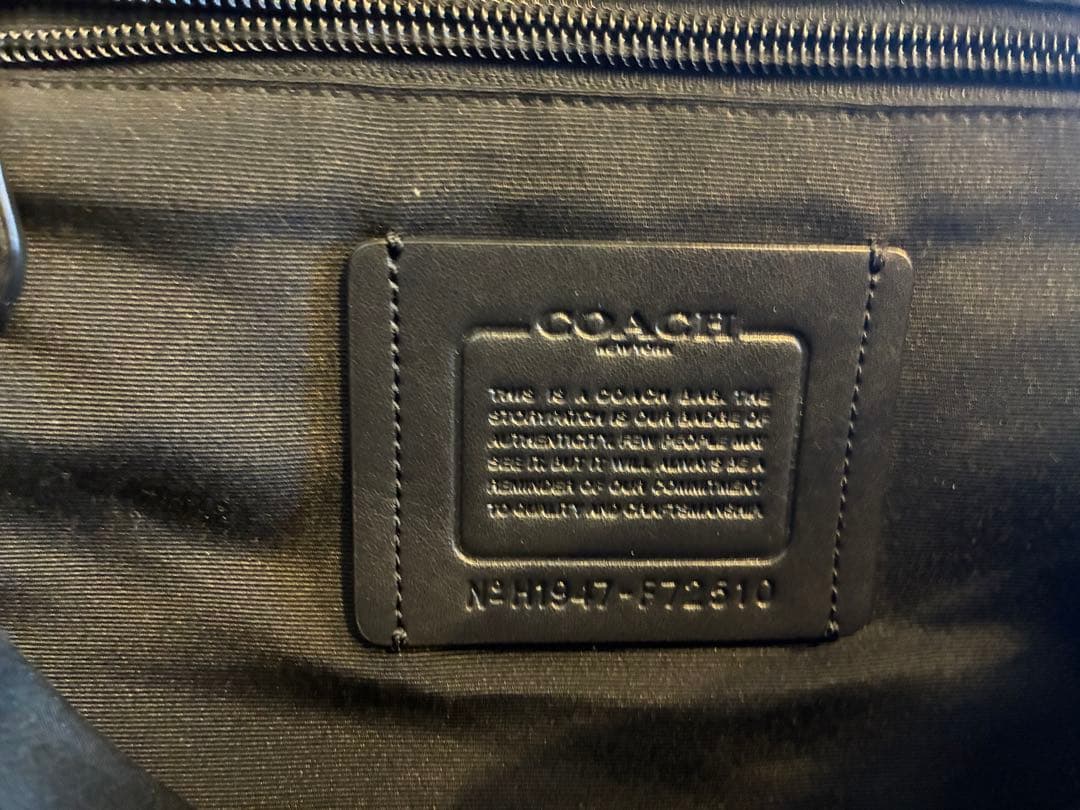 COACH
NEW YORK
THIS IS A COACH BAG. THE
STORYPATCH IS OUR BADGE OF
AUTHENTICITY. FEW PEOPLE MAY
SEE IT, BUT IT WILL ALWAYS BE A
REMINDER OF OUR COMMITMENT
TO QUALITY AND CRAFTSMANSHIP.
Nº H1947-F72510